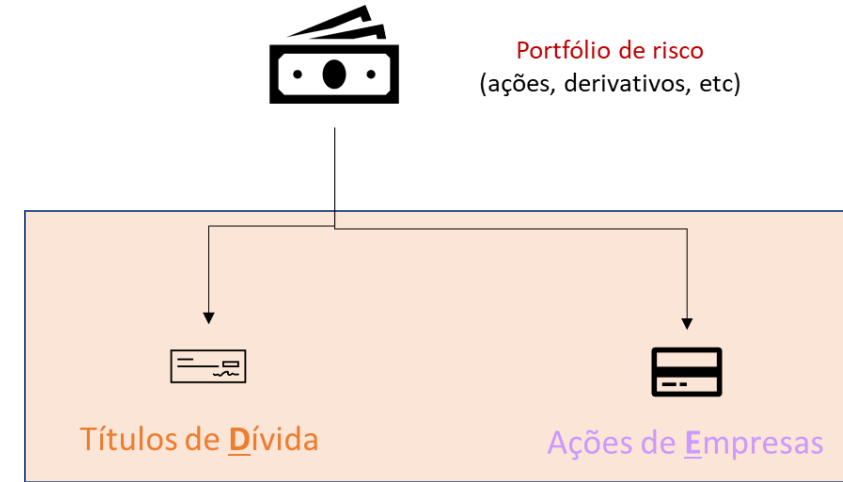 Portfólio de risco
(ações, derivativos, etc)
Títulos de Dívida
Ações de Empresas